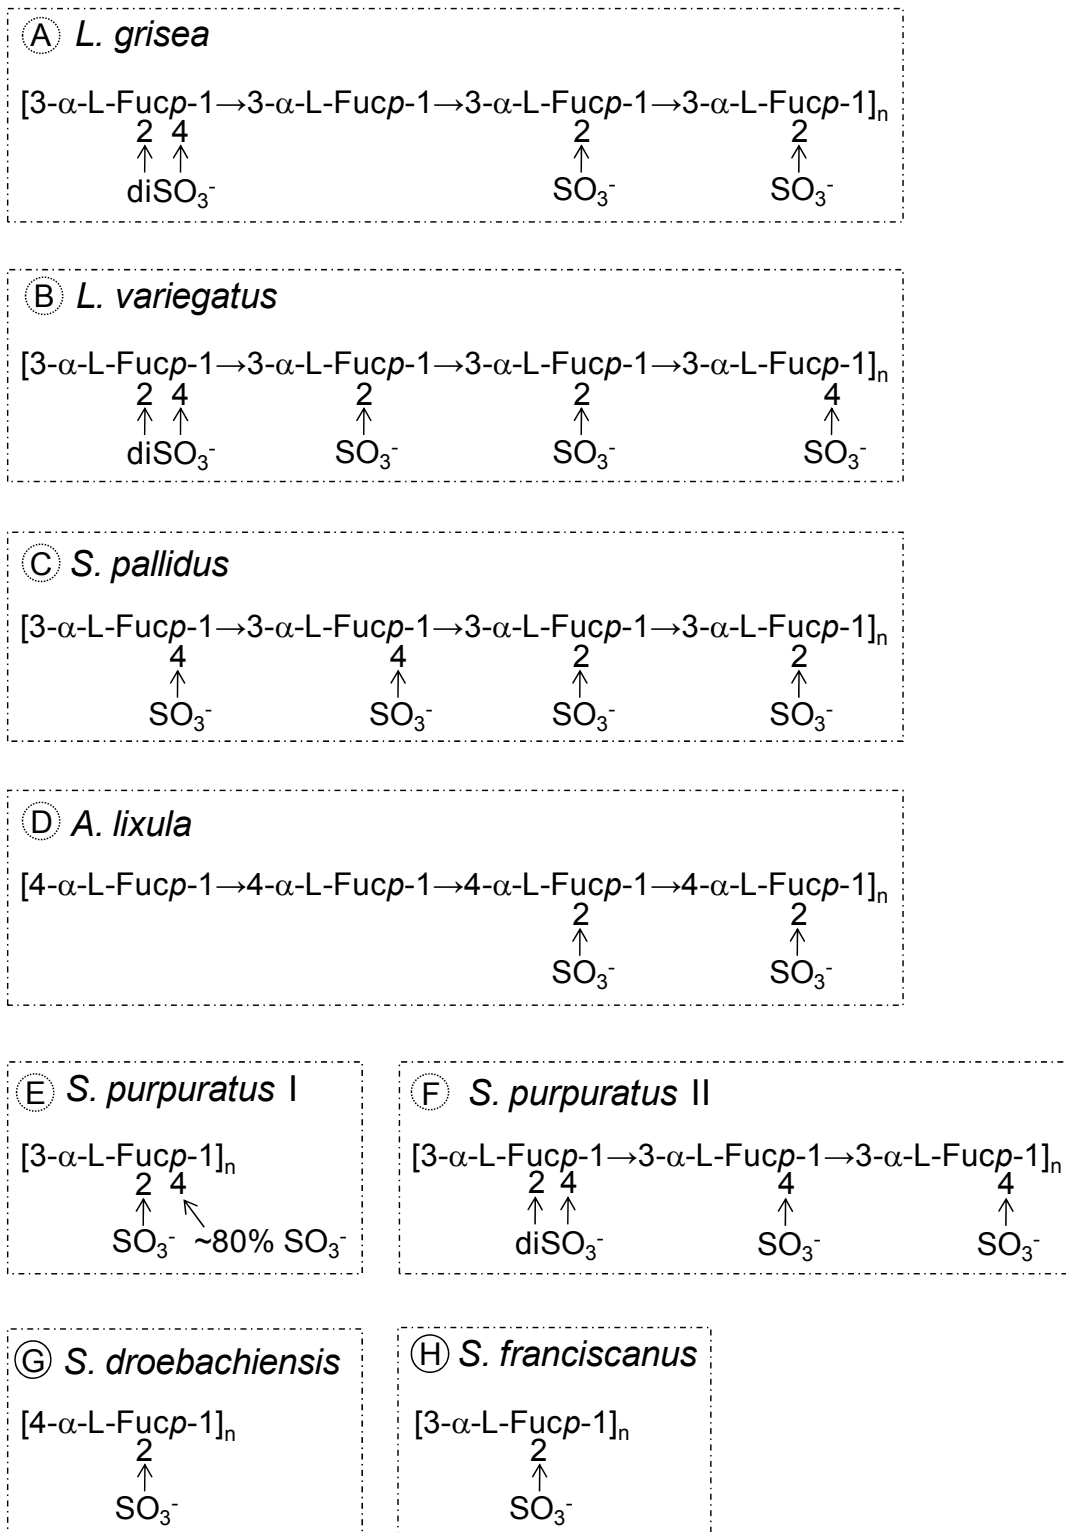 A L. grisea
[3-α-L-Fucp-1→3-α-L-Fucp-1→3-α-L-Fucp-1→3-α-L-Fucp-1]n
2 4 2 2
diSO3- SO3- SO3-
B L. variegatus
[3-α-L-Fucp-1→3-α-L-Fucp-1→3-α-L-Fucp-1→3-α-L-Fucp-1]n
2 4 2 2 4
diSO3- SO3- SO3- SO3-
C S. pallidus
[3-α-L-Fucp-1→3-α-L-Fucp-1→3-α-L-Fucp-1→3-α-L-Fucp-1]n
4 4 2 2
SO3- SO3- SO3- SO3-
D A. lixula
[4-α-L-Fucp-1→4-α-L-Fucp-1→4-α-L-Fucp-1→4-α-L-Fucp-1]n
2 2
SO3- SO3-
E S. purpuratus I
[3-α-L-Fucp-1]n
2 4
SO3- ~80% SO3-
F S. purpuratus II
[3-α-L-Fucp-1→3-α-L-Fucp-1→3-α-L-Fucp-1]n
2 4 4 4
diSO3- SO3- SO3-
G S. droebachiensis
[4-α-L-Fucp-1]n
2
SO3-
H S. franciscanus
[3-α-L-Fucp-1]n
2
SO3-